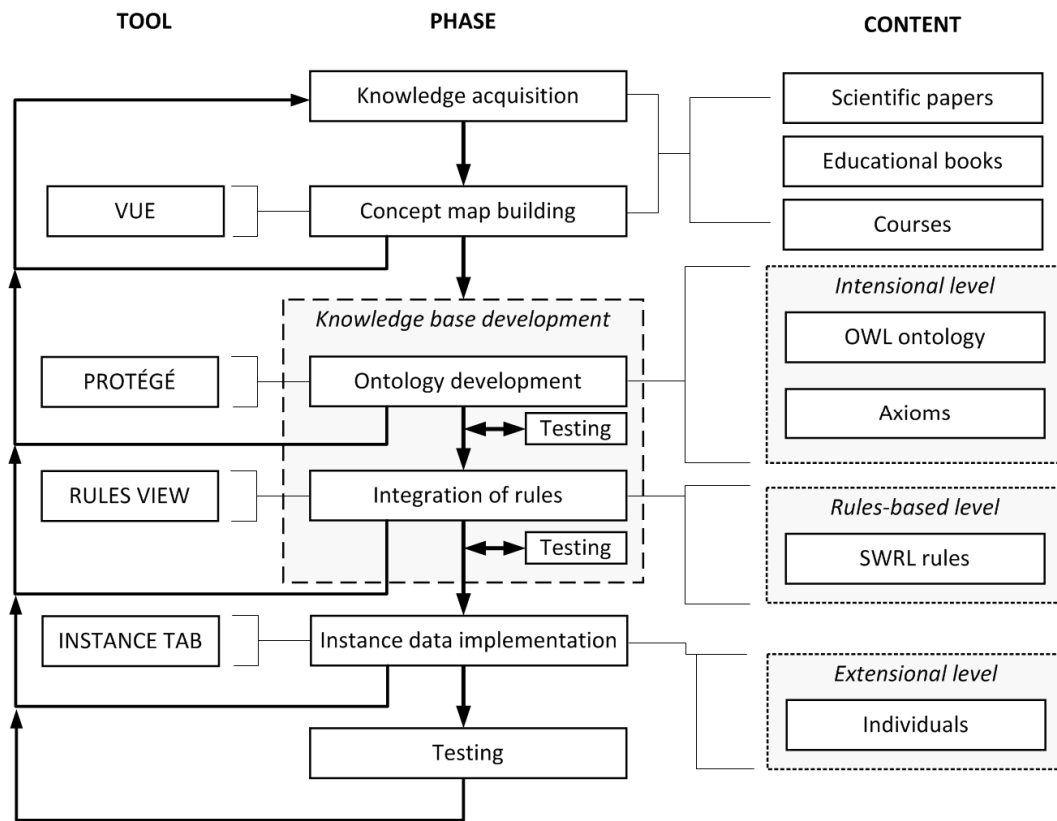 TOOL
PHASE
CONTENT
Knowledge acquisition
Scientific papers
Educational books
VUE
Concept map building
Courses
Knowledge base development
Intensional level
OWL ontology
PROTÉGÉ
Ontology development
Axioms
Testing
RULES VIEW
Integration of rules
Rules-based level
Testing
SWRL rules
INSTANCE TAB
Instance data implementation
Extensional level
Individuals
Testing